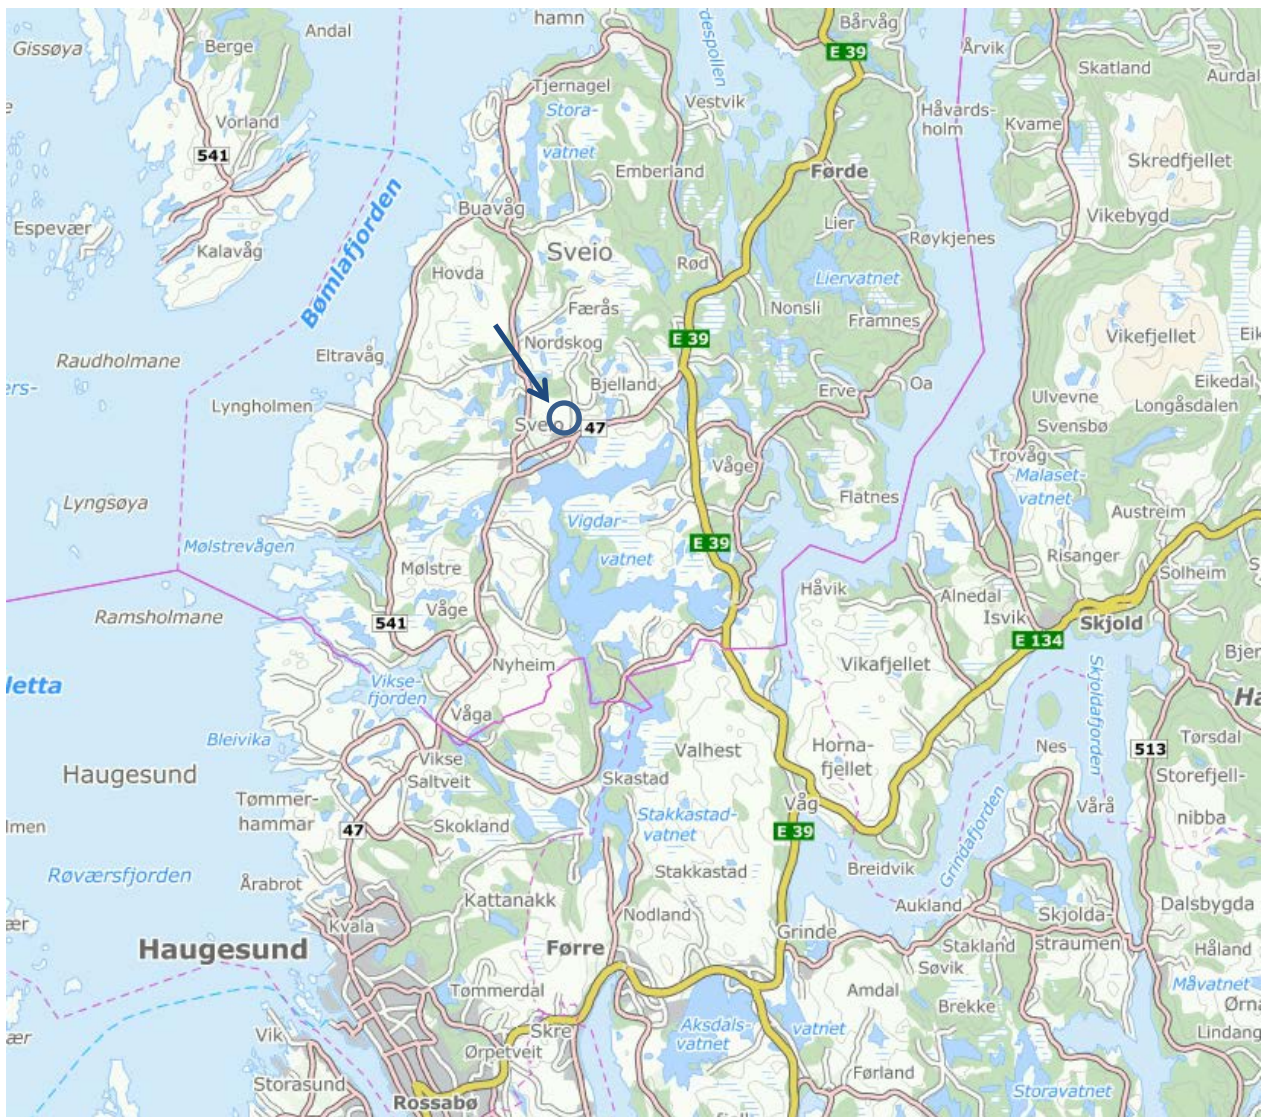 hamn
Bårvåg
Andal
Gissøya
Berge
E 39
Årvik
Skatland
Aurdal
Tjernagel
Vestvik
Stora-
vatnet
Håvards-
holm
Kvame
Vorland
541
Skredfjellet
Emberland
Førde
Buavåg
Vikebygd
Espevær
Kalavåg
Lier
Røykjenes
Sveio
Hovda
Rød
Liervatnet
Bømlafjorden
Færås
Nonsli
Framnes
Vikefjellet
E 39
Nordskog
Raudholmane
Eltravåg
Bjelland
Erve
Oa
Eikedal
Ulvevne
Longåsdalen
Lyngholmen
47
Svensbø
Trovåg
Våge
Malaset-
vatnet
Flatnes
Lyngsøya
Austreim
Vigdar-
vatnet
E 39
Mølstrevågen
Risanger
Mølstre
Solheim
Håvik
Alnedal
Ramsholmane
Våge
541
Isvik
Skjold
E 134
Nyheim
Vikafjellet
Vikse-
fjorden
Skjoldafjorden
Våga
Bleivika
Valhest
Horna-
fjellet
Nes
513
Tørsdal
Haugesund
Vikse
Saltveit
Skastad
Storefjell-
nibba
Tømmer-
hammar
Våg
Vårå
47
Skokland
Stakkastad-
vatnet
E 39
Grindafjorden
Røværsfjorden
Årabrot
Stakkastad
Breidvik
Kattanakk
Aukland
Dalsbygda
Kvala
Nodland
Skjolda-
straumen
Grinde
Haugesund
Førre
Stakland
Håland
Søvik
Måvatnet
Tømmerdal
Amdal
Brekke
Vik
Skre
Aksdals-
vatnet
vatnet
Lindang
Ørpetveit
Førland
Storasund
Storavatnet
Rossabø